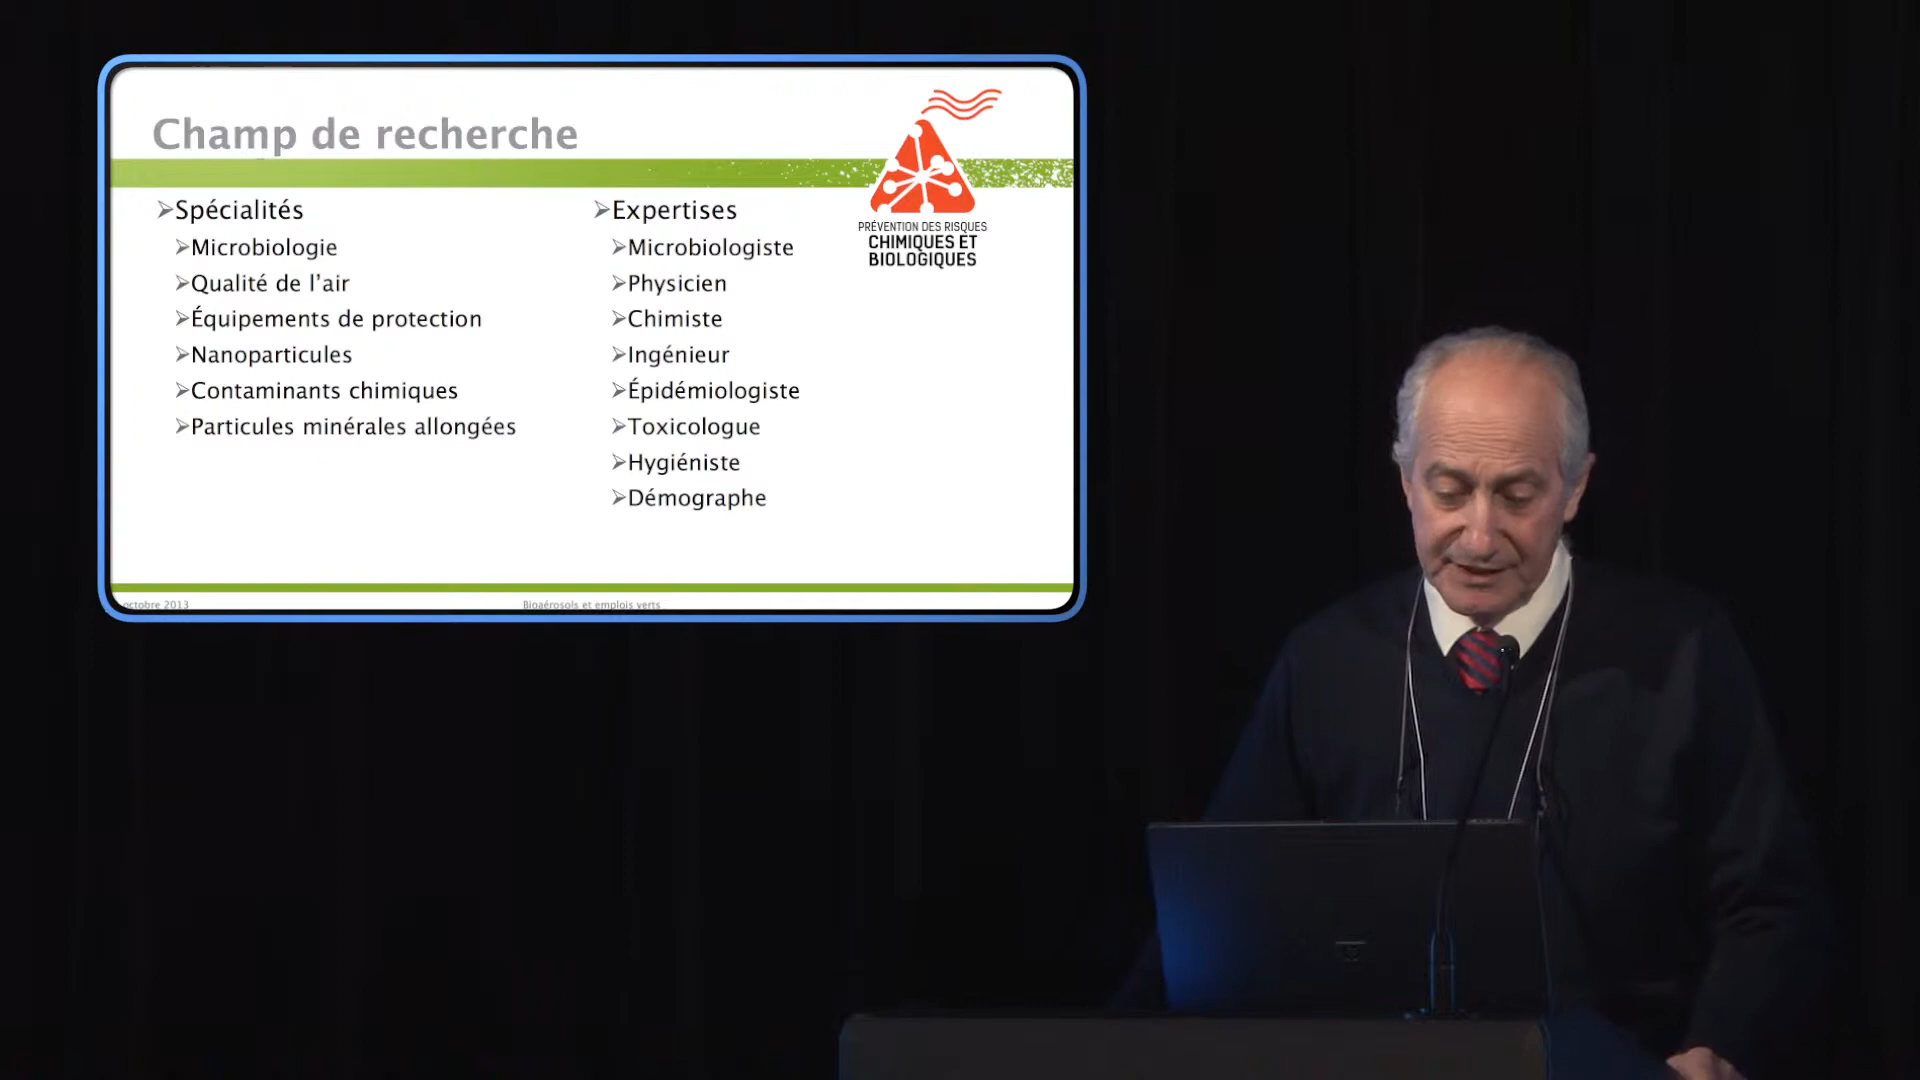 Champ de recherche
PRÉVENTION DES RISQUES
CHIMIQUES ET
BIOLOGIQUES
➢Spécialités
➢Microbiologie
➢Qualité de l’air
➢Équipements de protection
➢Nanoparticules
➢Contaminants chimiques
➢Particules minérales allongées
➢Expertises
➢Microbiologiste
➢Physicien
➢Chimiste
➢Ingénieur
➢Épidémiologiste
➢Toxicologue
➢Hygiéniste
➢Démographe
octobre 2013
Bioaérosols et emplois verts